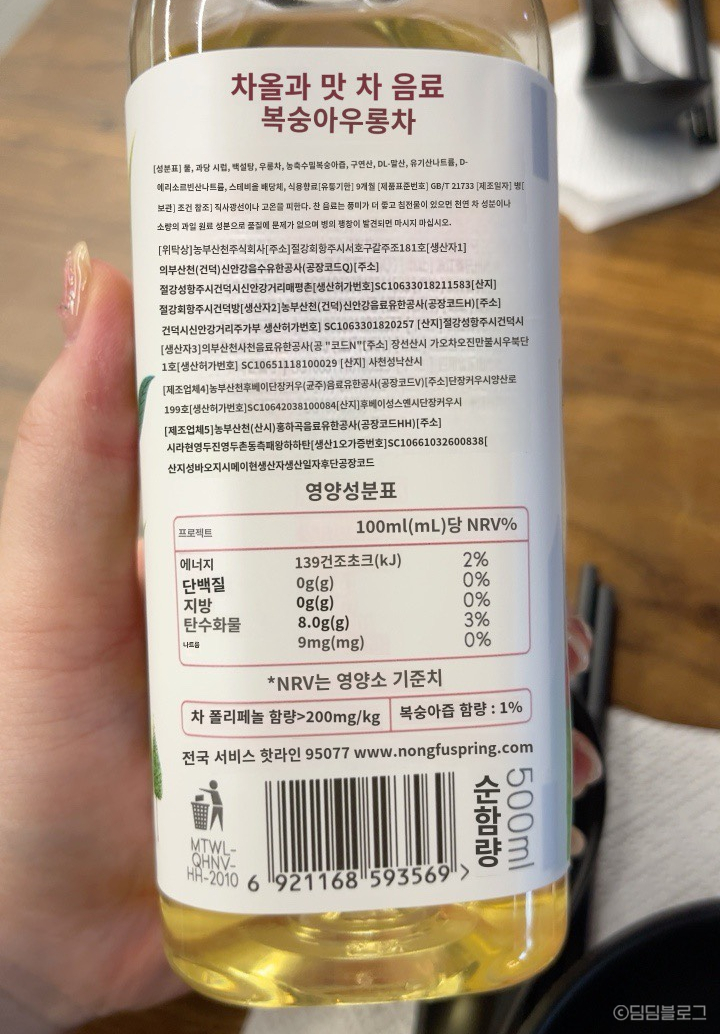 차올과 맛 차 음료
복숭아우롱차
[성분표] 물, 과당 시럽, 백설탕, 우롱차, 농축수밀복숭아즙, 구연산, DL-말산, 유기산나트륨, D-
에리소르빈산나트륨, 스테비올 배당체, 식용향료[유통기한] 9개월 [제품표준번호] GB/T 21733 [제조일자] 병[
보관] 조건 참조] 직사광선이나 고온을 피한다. 찬 음료는 풍미가 더 좋고 침전물이 있으면 천연 차 성분이나
소량의 과일 원료 성분으로 품질에 문제가 없으며 병의 팽창이 발견되면 마시지 마십시오.
[위탁상]농부산천주식회사[주소]절강회항주시서호구갈주조181호[생산자1]
의부산천(건덕)신안강음수유한공사(공장코드Q)[주소]
절강성항주시건덕시신안강거리매평촌[생산허가번호]SC10633018211583[산지]
절강회항주시건덕방[생산자2]농부산천(건덕)신안강음료유한공사(공장코드H)[주소]
건덕시신안강거리주가부 생산허가번호] SC1063301820257 [산지]절강성항주시건덕시
[생산자3]의부산천사천음료유한공사(공 "코드N"[주소] 장선산시 가오차오진만불시우북단
1호[생산허가번호] SC10651118100029 [산지] 사천성낙산시
[제조업체4]농부산천후베이단장커우(균주)음료유한공사(공장코드V)[주소]단장커우시양산로
199호[생산허가번호]SC10642038100084[산지]후베이성스옌시단장커우시
[제조업체5]농부산천(산시)홍하곡음료유한공사(공장코드HH)[주소]
시라현영두진영두촌동측패왕하하탄[생산1오가증번호]SC10661032600838[
산지성바오지시메이현생산자생산일자후단공장코드
영양성분표
프로젝트 100ml(mL)당 NRV%
에너지 139건조초크(kJ) 2%
단백질 0g(g) 0%
지방 0g(g) 0%
탄수화물 8.0g(g) 3%
나트륨 9mg(mg) 0%
*NRV는 영양소 기준치
차 폴리페놀 함량>200mg/kg 복숭아즙 함량 : 1%
전국 서비스 핫라인 95077 www.nongfuspring.com
MTWL-
QHNV-
HH-2010
6 921168 593569 >
순함량
500ml
©딤딤블로그